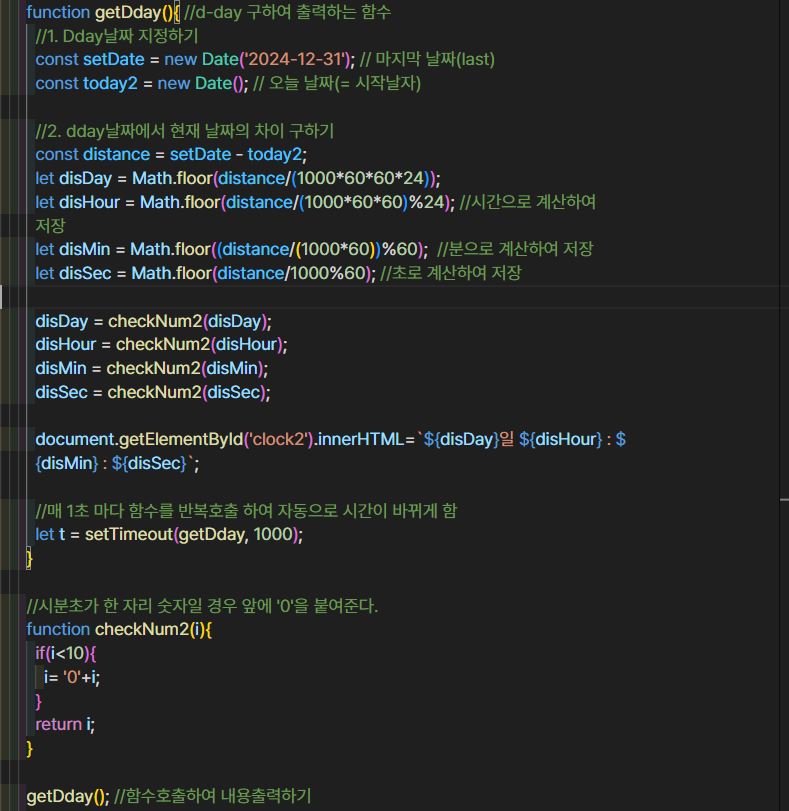 function getDday(){ //d-day 구하여 출력하는 함수
//1. Dday날짜 지정하기
const setDate = new Date('2024-12-31'); // 마지막 날짜(last)
const today2 = new Date(); // 오늘 날짜(= 시작날자)
//2. dday날짜에서 현재 날짜의 차이 구하기
const distance = setDate - today2;
let disDay = Math.floor(distance/(1000*60*60*24));
let disHour = Math.floor(distance/(1000*60*60)%24); //시간으로 계산하여
저장
let disMin = Math.floor((distance/(1000*60))%60);  //분으로 계산하여 저장
let disSec = Math.floor(distance/1000%60); //초로 계산하여 저장
disDay = checkNum2(disDay);
disHour = checkNum2(disHour);
disMin = checkNum2(disMin);
disSec = checkNum2(disSec);
document.getElementById('clock2').innerHTML=`${disDay}일 ${disHour} : $
{disMin} : ${disSec}`;
//매 1초 마다 함수를 반복호출 하여 자동으로 시간이 바뀌게 함
let t = setTimeout(getDday, 1000);
}
//시분초가 한 자리 숫자일 경우 앞에 '0'을 붙여준다.
function checkNum2(i){
if(i<10){
i= '0'+i;
}
return i;
}
getDday(); //함수호출하여 내용출력하기